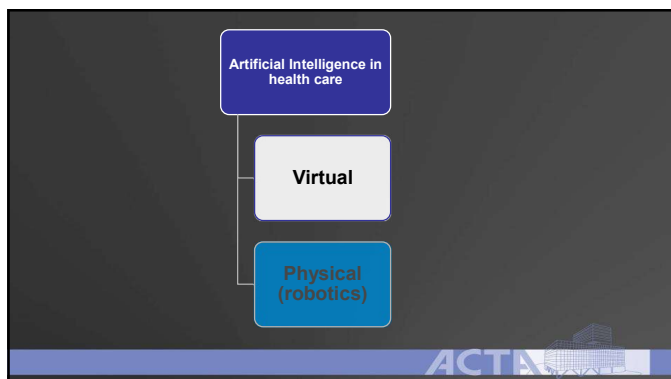 Artificial Intelligence in
health care
Virtual
Physical
(robotics)
ACTA